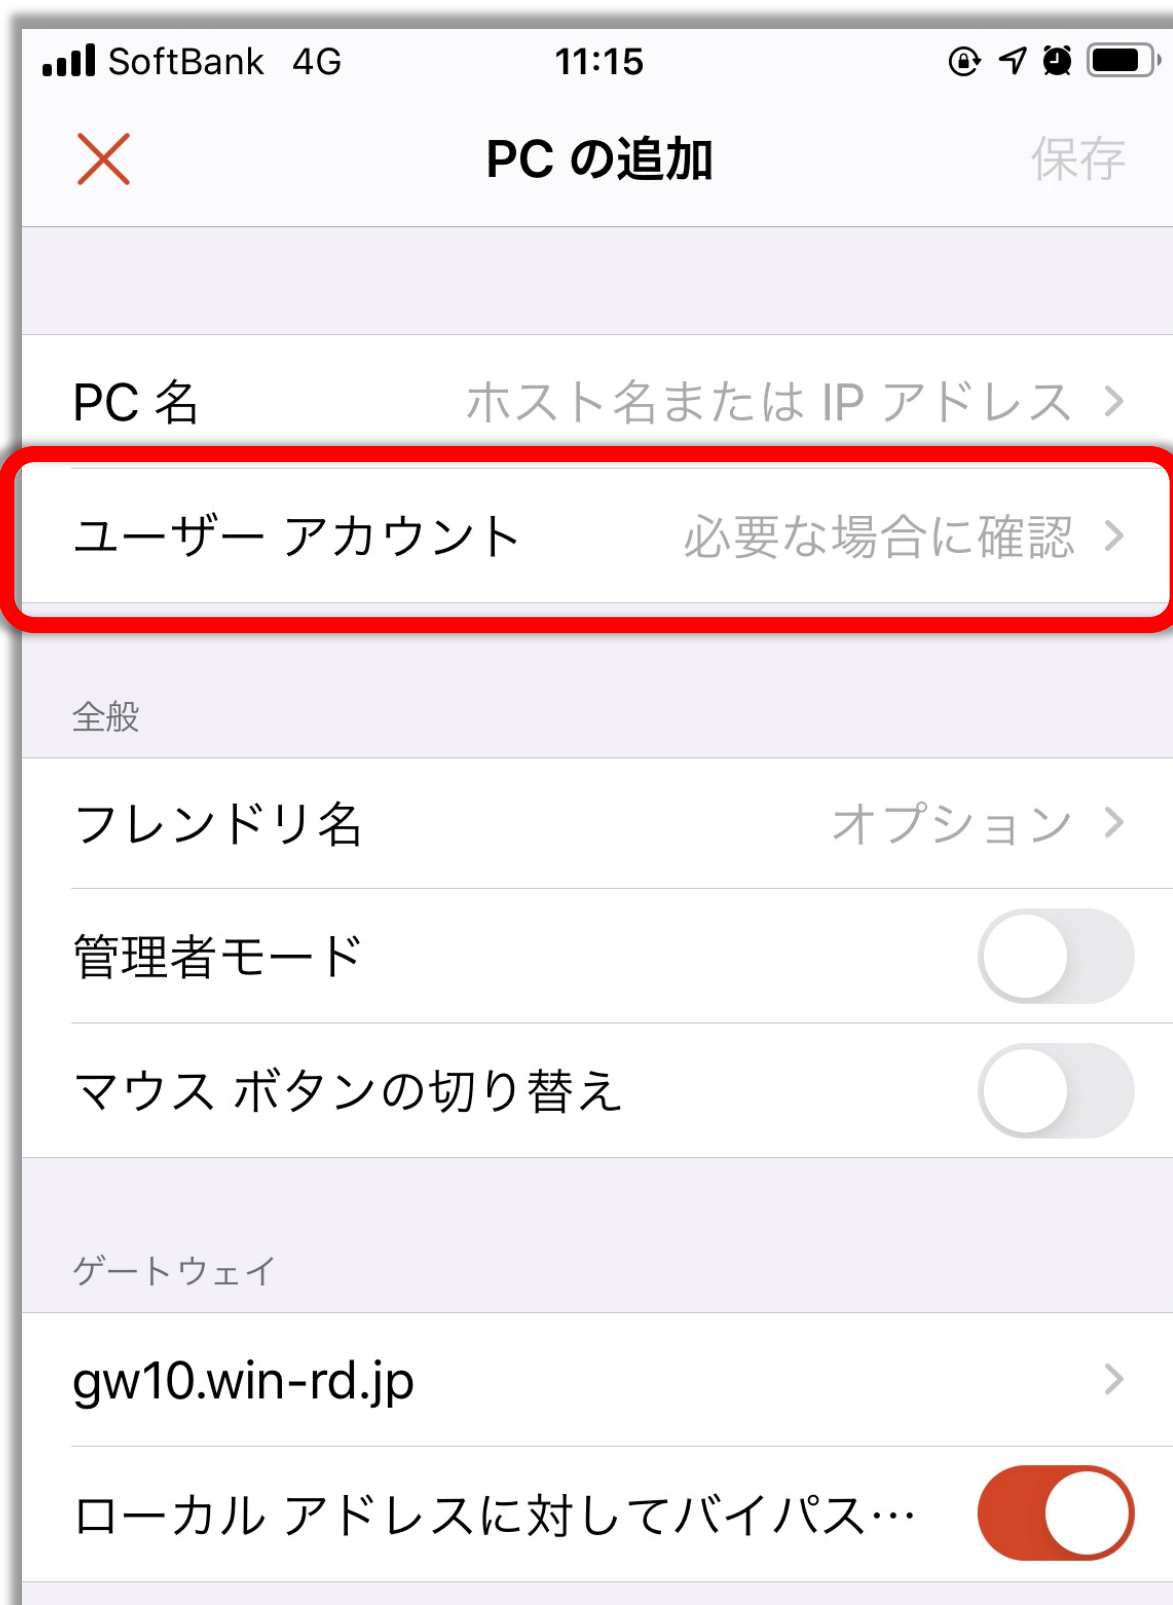 SoftBank 4G 11:15
PC の追加 保存
PC 名 ホスト名または IP アドレス
ユーザー アカウント 必要な場合に確認
全般
フレンドリ名 オプション
管理者モード
マウス ボタンの切り替え
ゲートウェイ
gw10.win-rd.jp
ローカル アドレスに対してバイパス…